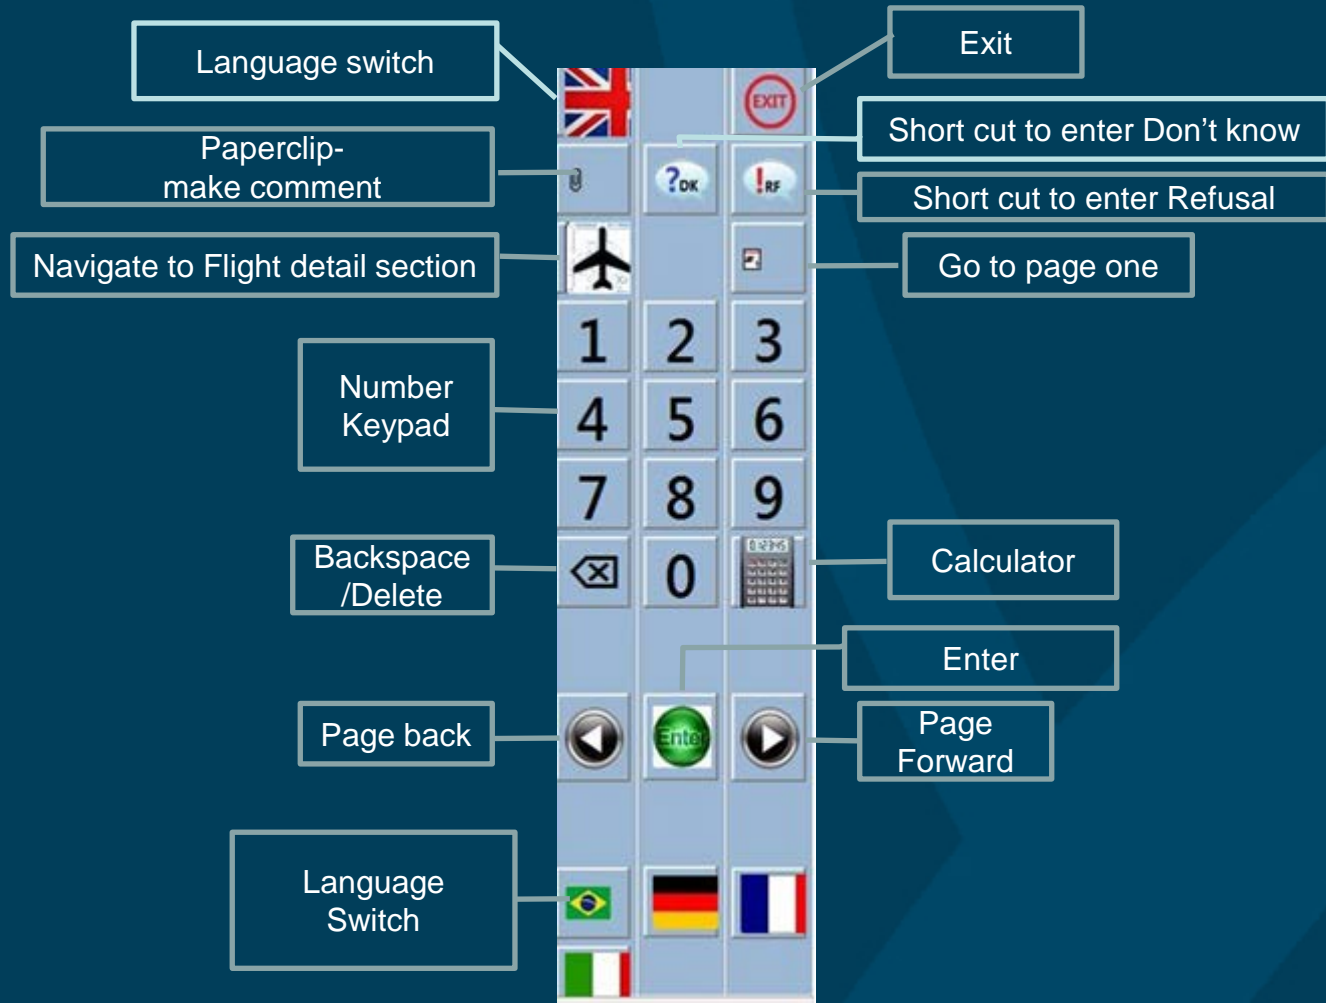 Language switch
Exit
EXIT
Short cut to enter Don’t know
Paperclip-
make comment
?DK
!RF
Short cut to enter Refusal
Navigate to Flight detail section
Go to page one
1 2 3
Number
Keypad
4 5 6
7 8 9
Backspace
/Delete
0
0.12345
Calculator
Enter
Page back
Enter
Page
Forward
Language
Switch